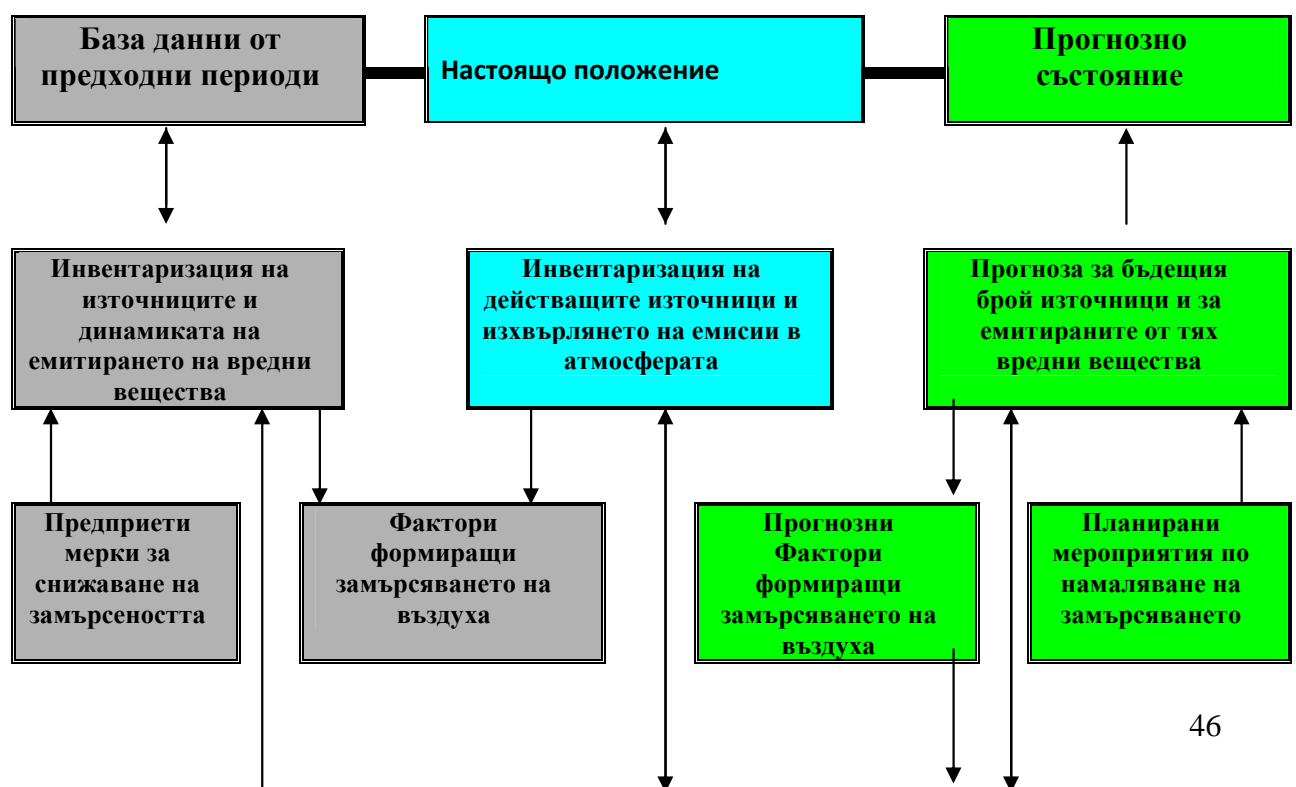 База данни от
предходни периоди
Настоящо положение
Прогнозно
състояние
Инвентаризация на
източниците и
динамиката на
емитирането на вредни
вещества
Инвентаризация на
действащите източници и
изхвърлянето на емисии в
атмосферата
Прогноза за бъдещия
брой източници и за
емитираните от тях
вредни вещества
Предприети
мерки за
снижаване на
замърсеността
Фактори
формиращи
замърсяването на
въздуха
Прогнозни
Фактори
формиращи
замърсяването на
въздуха
Планирани
мероприятия по
намаляване на
замърсяването
46